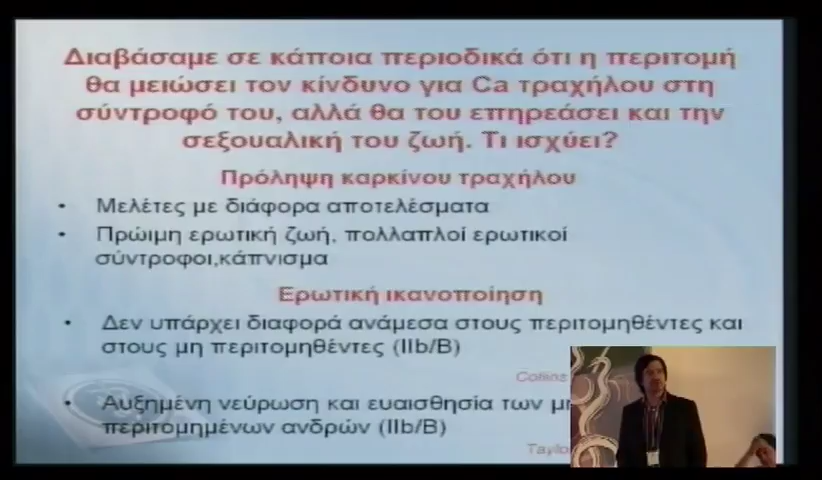 Διαβάσαμε σε κάποια περιοδικά ότι η περιτομή
θα μειώσει τον κίνδυνο για Ca τραχήλου στη
σύντροφό του, αλλά θα του επηρεάσει και την
σεξουαλική του ζωή. Τι ισχύει?
Πρόληψη καρκίνου τραχήλου
• Μελέτες με διάφορα αποτελέσματα
• Πρώιμη ερωτική ζωή, πολλαπλοί ερωτικοί
σύντροφοι,κάπνισμα
Ερωτική ικανοποίηση
• Δεν υπάρχει διαφορά ανάμεσα στους περιτομηθέντες και
στους μη περιτομηθέντες (IIb/B)
Collins
• Αυξημένη νεύρωση και ευαισθησία των μη
περιτομημένων ανδρών (IIb/B)
Taylo